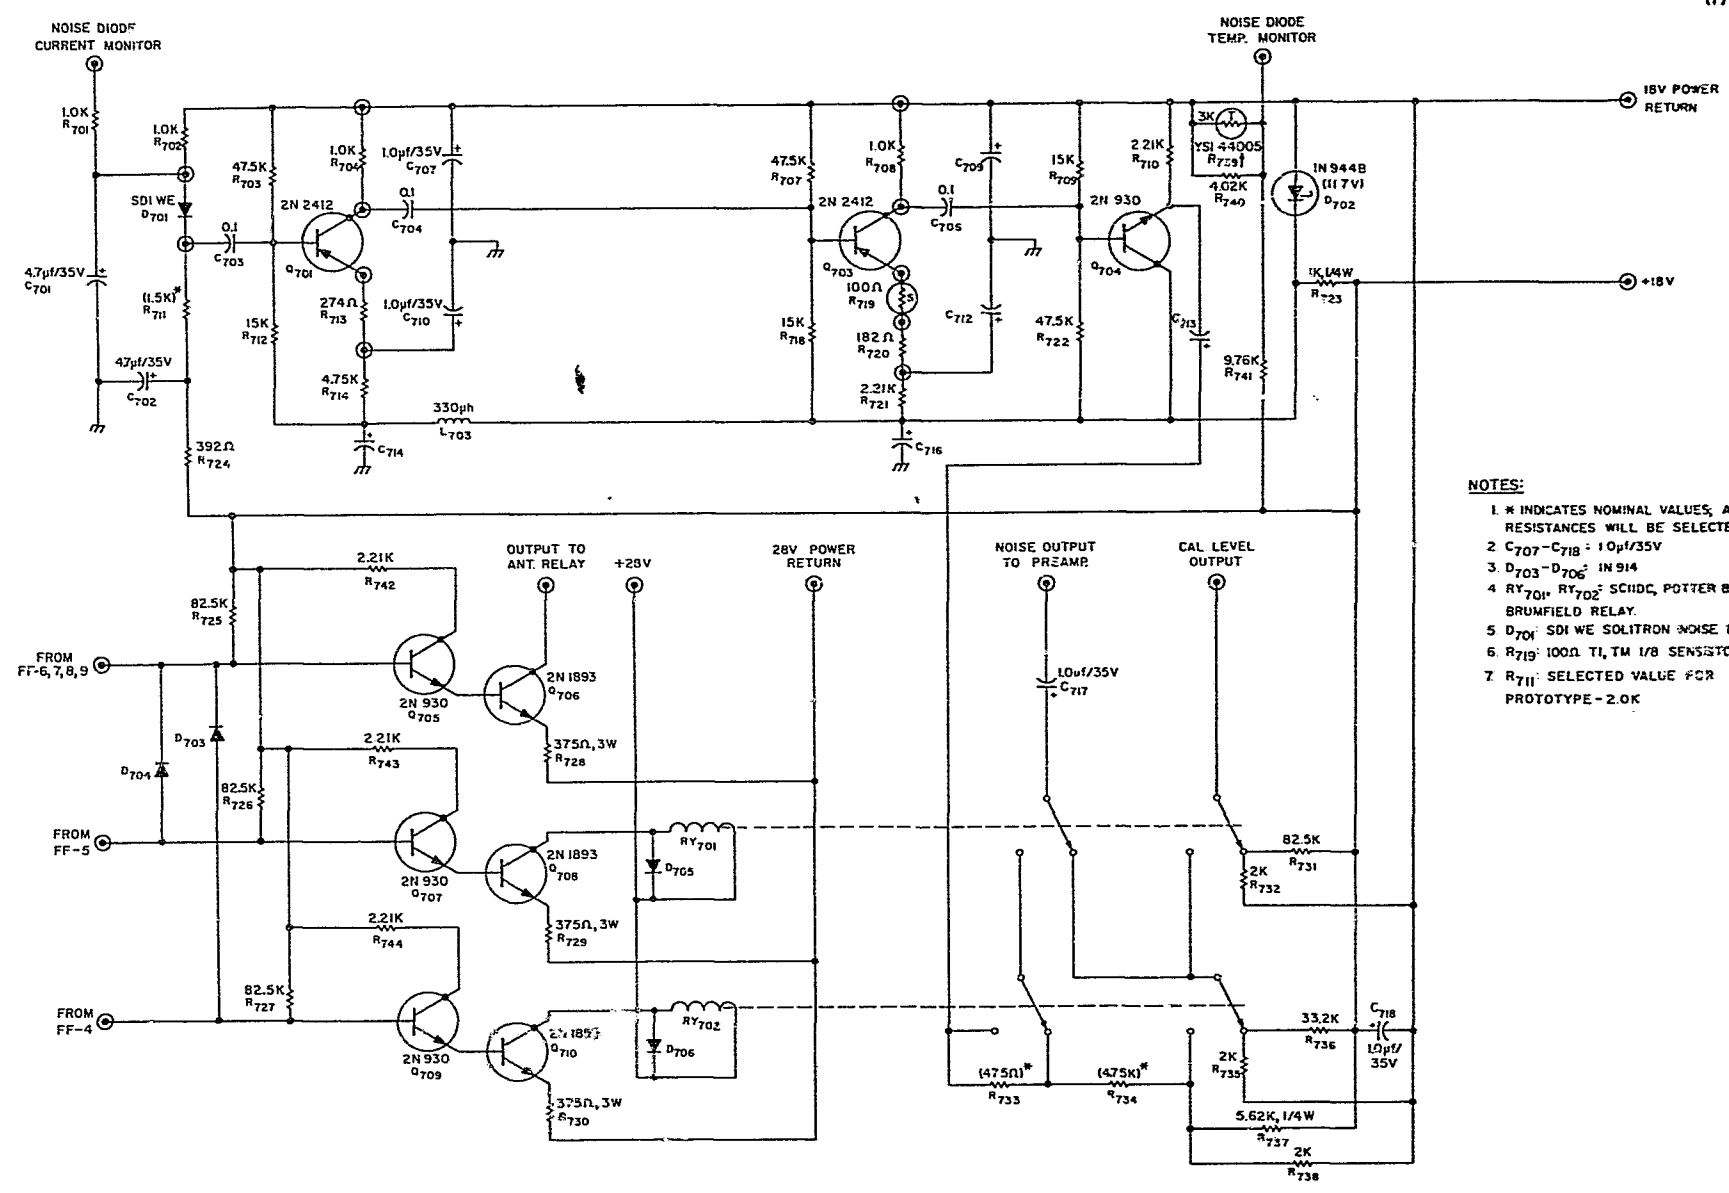 (17
NOISE DIODE
CURRENT MONITOR
NOISE DIODE
TEMP. MONITOR
18V POWER
RETURN
1.0K
R701
1.0K
R702
47.5K
R703
1.0K
R704
1.0µf/35V
C707
SD1 WE
D701
2N 2412
0.1
C704
0.1
C703
Q701
4.7µf/35V
C701
(1.5K)*
R711
15K
R712
274Ω
R713
1.0µf/35V
C710
4.75K
R714
47µf/35V
C702
392Ω
R724
330µh
L703
C714
47.5K
R707
1.0K
R708
C709
2N 2412
0.1
C705
Q703
100Ω
R719
S
15K
R718
182Ω
R720
C712
2.21K
R721
C716
15K
R709
2.21K
R710
2N 930
Q704
47.5K
R722
C713
3K
T
YSI 44005
R739†
4.02K
R740
1N 944B
(11.7V)
D702
1K,1/4W
R723
+18V
9.76K
R741
NOTES:
1. * INDICATES NOMINAL VALUES; A
RESISTANCES WILL BE SELECTE
2. C707-C718: 1.0µf/35V
3. D703-D706: IN 914
4. RY701, RY702: SC11DC, POTTER &
BRUMFIELD RELAY.
5. D701: SD1 WE SOLITRON NOISE
6. R719: 100Ω TI, TM 1/8 SENSISTO
7. R711: SELECTED VALUE FOR
PROTOTYPE - 2.0K
2.21K
R742
82.5K
R725
OUTPUT TO
ANT. RELAY
+28V
28V POWER
RETURN
NOISE OUTPUT
TO PREAMP.
CAL LEVEL
OUTPUT
FROM
FF-6,7,8,9
2N 930
Q705
2N 1893
Q706
375Ω, 3W
R728
1.0µf/35V
C717
D703
D704
2.21K
R743
82.5K
R726
FROM
FF-5
2N 930
Q707
2N 1893
Q708
375Ω, 3W
R729
RY701
D705
82.5K
R731
2K
R732
2.21K
R744
82.5K
R727
FROM
FF-4
2N 930
Q709
Q710
375Ω, 3W
R730
RY702
D706
33.2K
R736
C718
1.0µf/
35V
2K
R735
(475Ω)*
R733
(4.75K)*
R734
5.62K, 1/4W
R737
2K
R738